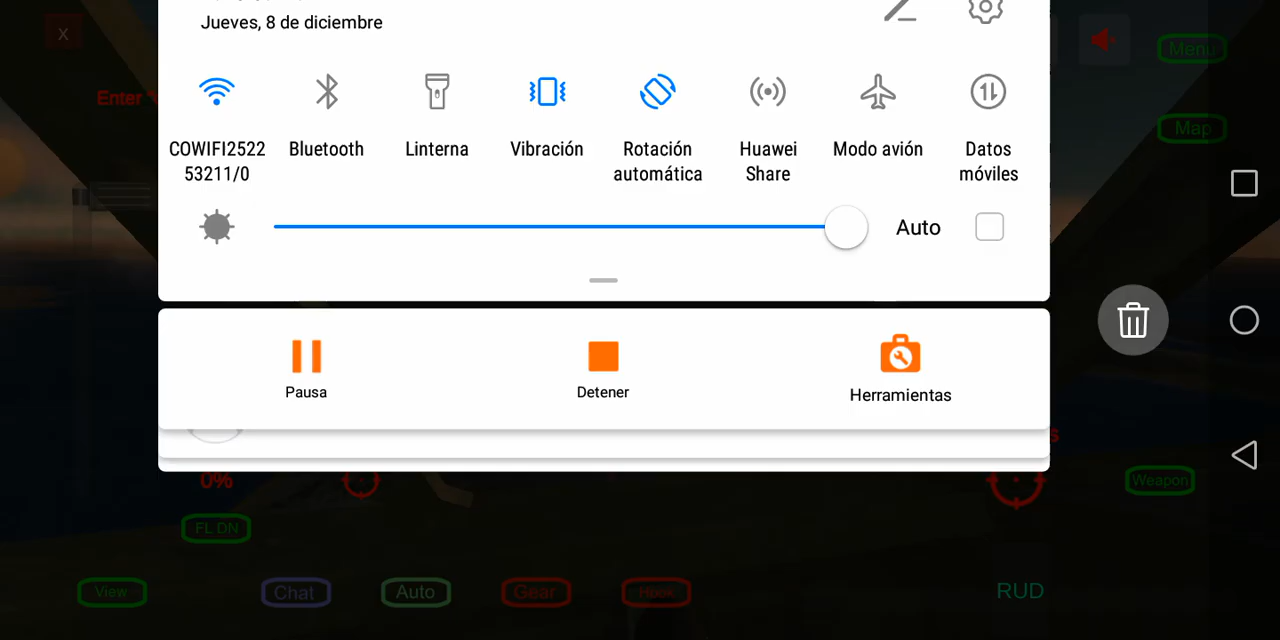 Jueves, 8 de diciembre
x
Menu
Enter
Map
COWIFI2522
53211/0
Bluetooth
Linterna
Vibración
Rotación
automática
Huawei
Share
Modo avión
Datos
móviles
Auto
Pausa
Detener
Herramientas
0%
Weapon
FL DN
View
Chat
Auto
Gear
Hook
RUD